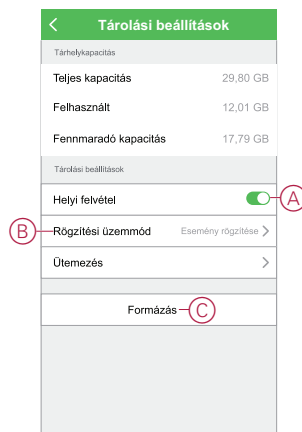 Tárolási beállítások
Tárhelykapacitás
Teljes kapacitás 29,80 GB
Felhasznált 12,01 GB
Fennmaradó kapacitás 17,79 GB
Tárolási beállítások
Helyi felvétel A
B Rögzítési üzemmód Esemény rögzítése
Ütemezés
Formázás C